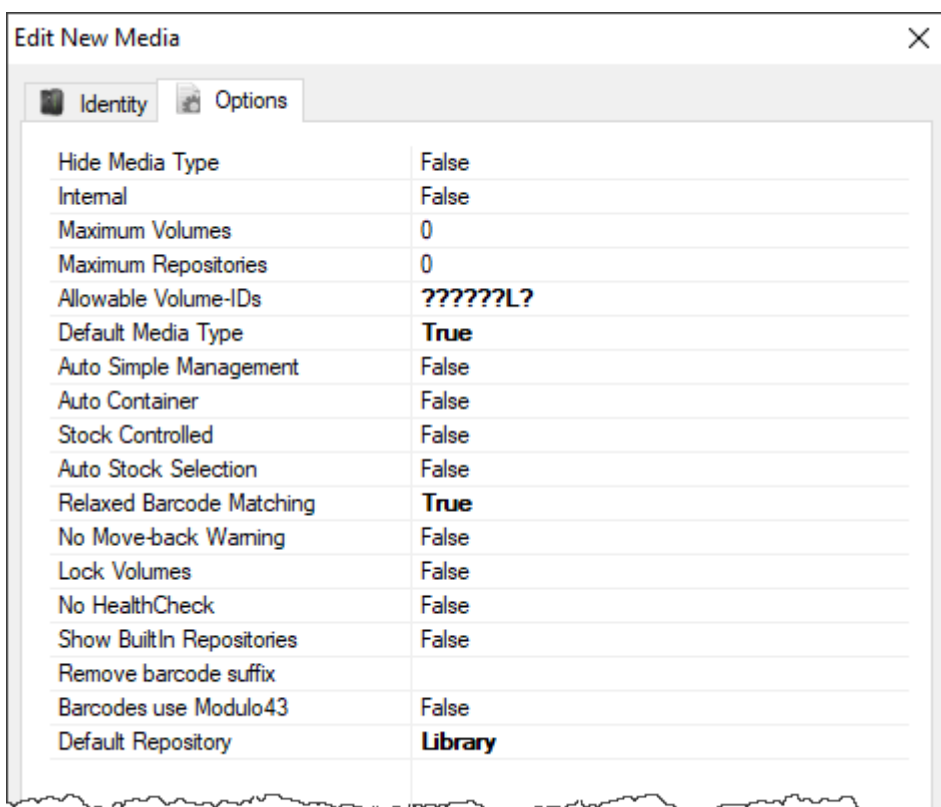 Edit New Media
Identity Options
Hide Media Type False
Internal False
Maximum Volumes 0
Maximum Repositories 0
Allowable Volume-IDs ??????L?
Default Media Type True
Auto Simple Management False
Auto Container False
Stock Controlled False
Auto Stock Selection False
Relaxed Barcode Matching True
No Move-back Warning False
Lock Volumes False
No HealthCheck False
Show BuiltIn Repositories False
Remove barcode suffix
Barcodes use Modulo43 False
Default Repository Library